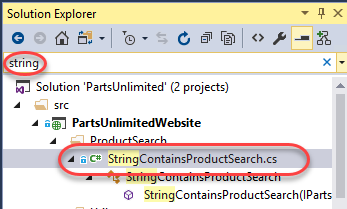 Solution Explorer
string
Solution 'PartsUnlimited' (2 projects)
src
PartsUnlimitedWebsite
ProductSearch
C# StringContainsProductSearch.cs
StringContainsProductSearch
StringContainsProductSearch(IParts